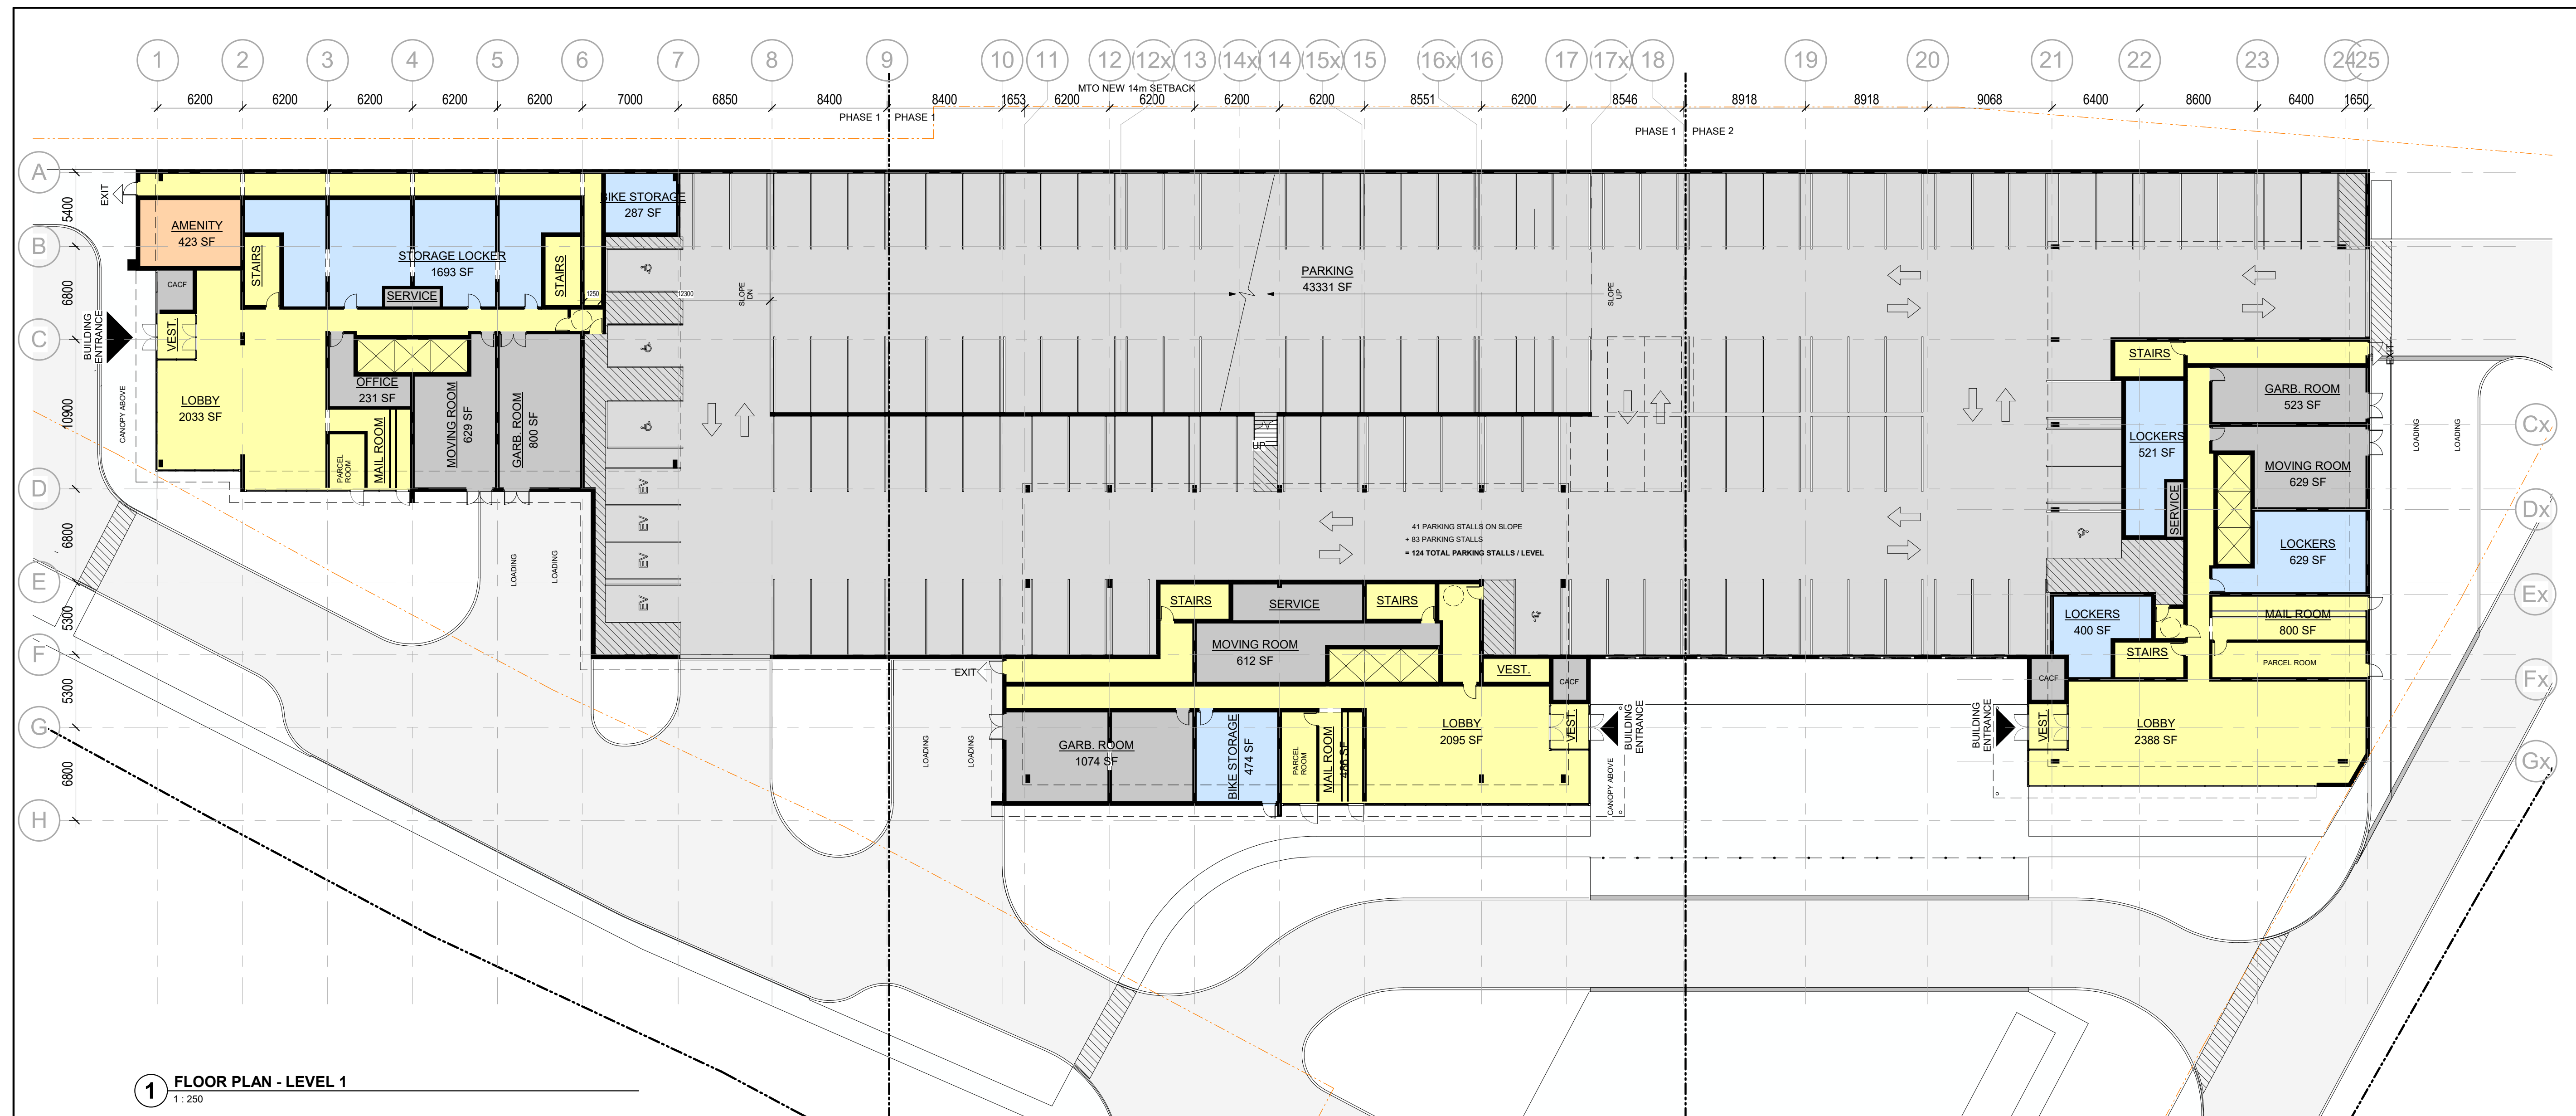 1 2 3 4 5 6 7 8 9 10 11 12 (12x) 13 (14x) 14 (15x) 15 (16x) 16 17 (17x) 18 19 20 21 22 23 24 25
MTO NEW 14m SETBACK
6200 6200 6200 6200 6200 7000 6850 8400 8400 1653 6200 6200 6200 6200 8551 6200 8546 8918 8918 9068 6400 8600 6400 1650
PHASE 1 PHASE 1
PHASE 1 PHASE 2
A
B
C
D
E
F
G
H
5400
6800
10900
6800
5300
5300
6800
Cx
Dx
Ex
Fx
Gx
EXIT
AMENITY
423 SF
STAIRS
STORAGE LOCKER
1693 SF
STAIRS
SERVICE
BIKE STORAGE
287 SF
CACF
VEST.
BUILDING
ENTRANCE
CANOPY ABOVE
LOBBY
2033 SF
OFFICE
231 SF
PARCEL
ROOM
MAIL ROOM
MOVING ROOM
629 SF
GARB. ROOM
800 SF
1250
12300
SLOPE
DN
PARKING
43331 SF
SLOPE
UP
UP
EV
EV
EV
EV
LOADING
LOADING
41 PARKING STALLS ON SLOPE
+ 83 PARKING STALLS
= 124 TOTAL PARKING STALLS / LEVEL
STAIRS
SERVICE
STAIRS
MOVING ROOM
612 SF
EXIT
VEST.
CACF
LOADING
LOADING
GARB. ROOM
1074 SF
BIKE STORAGE
474 SF
PARCEL
ROOM
MAIL ROOM
486 SF
LOBBY
2095 SF
VEST.
BUILDING
ENTRANCE
CANOPY ABOVE
STAIRS
EXIT
GARB. ROOM
523 SF
LOCKERS
521 SF
MOVING ROOM
629 SF
SERVICE
LOCKERS
629 SF
LOADING
LOADING
LOCKERS
400 SF
MAIL ROOM
800 SF
STAIRS
PARCEL ROOM
CACF
BUILDING
ENTRANCE
VEST.
LOBBY
2388 SF
1 FLOOR PLAN - LEVEL 1
1 : 250